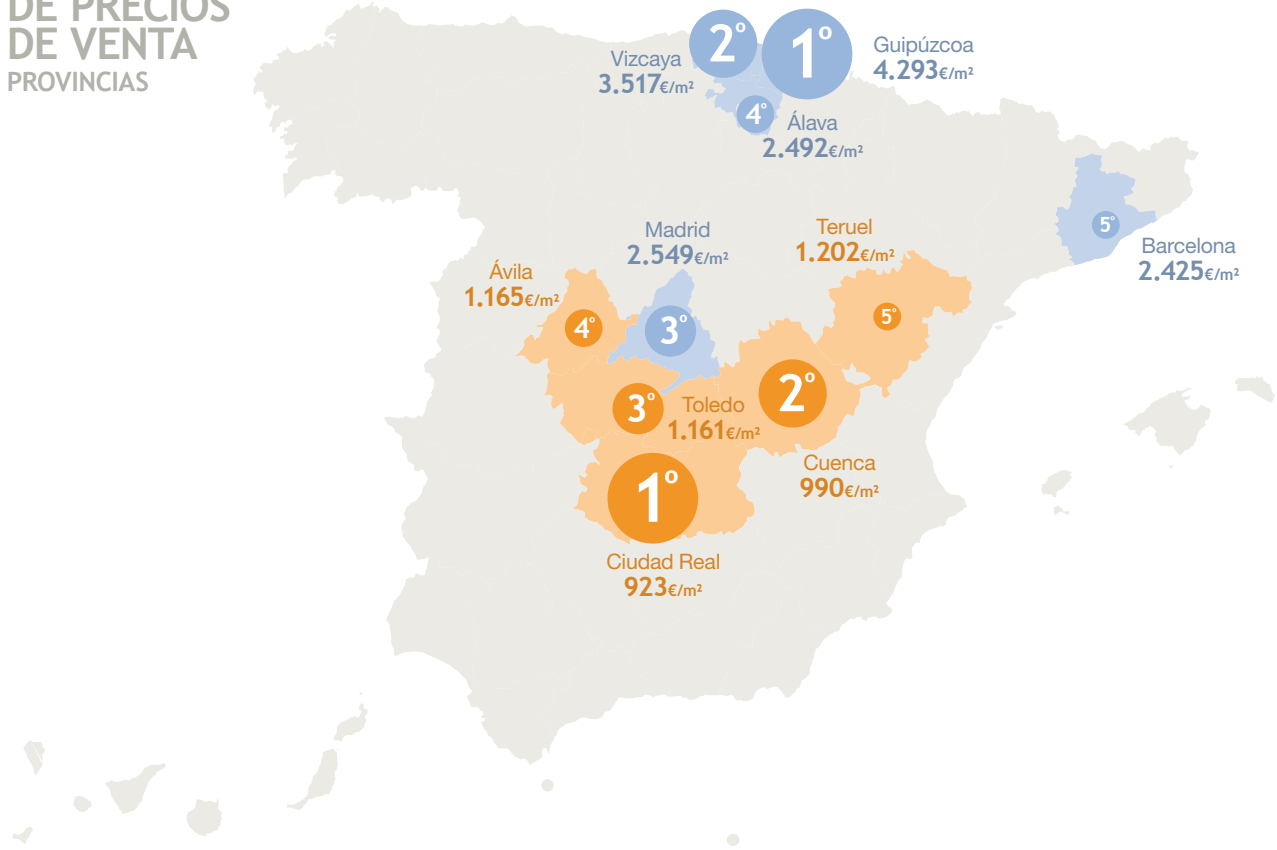 DE PRECIOS
DE VENTA
PROVINCIAS
2º
Vizcaya
3.517€/m²
1º
Guipúzcoa
4.293€/m²
4º
Álava
2.492€/m²
5º
Barcelona
2.425€/m²
Madrid
2.549€/m²
3º
Teruel
1.202€/m²
5º
Ávila
1.165€/m²
4º
3º
Toledo
1.161€/m²
2º
Cuenca
990€/m²
1º
Ciudad Real
923€/m²